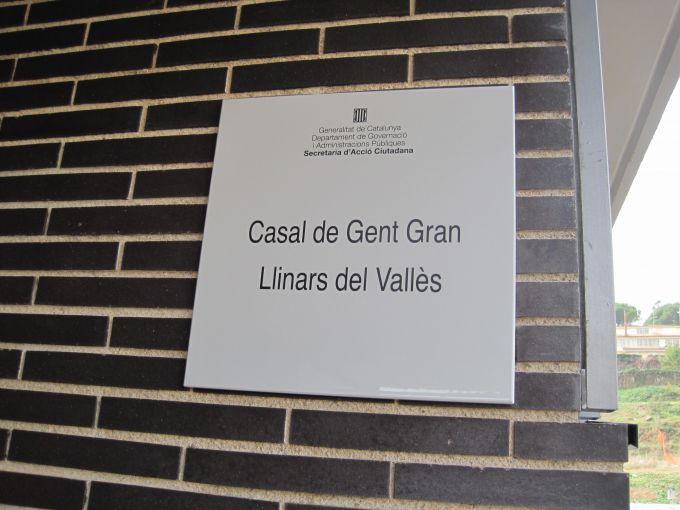 Generalitat de Catalunya
Departament de Governació
i Administracions Públiques
Secretaria d'Acció Ciutadana
Casal de Gent Gran
Llinars del Vallès